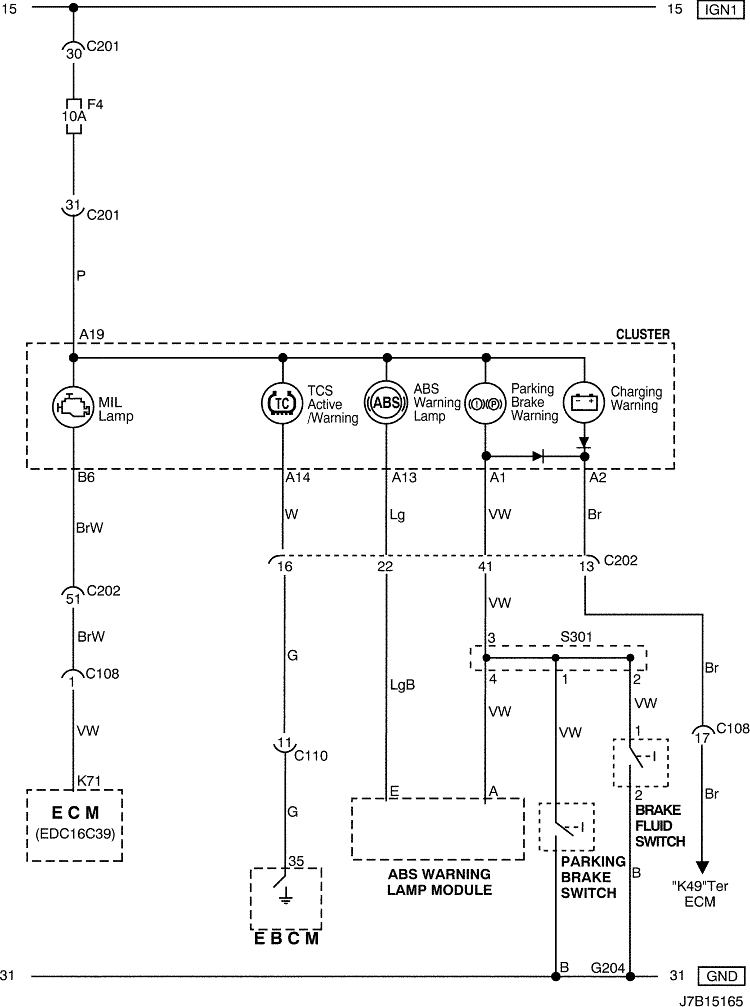 15
15
IGN1
30
C201
F4
10A
31
C201
P
A19
CLUSTER
MIL
Lamp
TC
TCS
Active
/Warning
ABS
ABS
Warning
Lamp
! P
Parking
Brake
Warning
- +
Charging
Warning
B6
A14
A13
A1
A2
BrW
W
Lg
VW
Br
16
22
41
13
C202
51
C202
VW
BrW
3
S301
G
C108
1
4
1
2
Br
LgB
VW
VW
VW
VW
1
17
C108
11
C110
K71
E
A
2
Br
G
E C M
(EDC16C39)
BRAKE
FLUID
SWITCH
35
ABS WARNING
LAMP MODULE
PARKING
BRAKE
SWITCH
B
"K49"Ter
ECM
E B C M
31
B
G204
31
GND
J7B15165